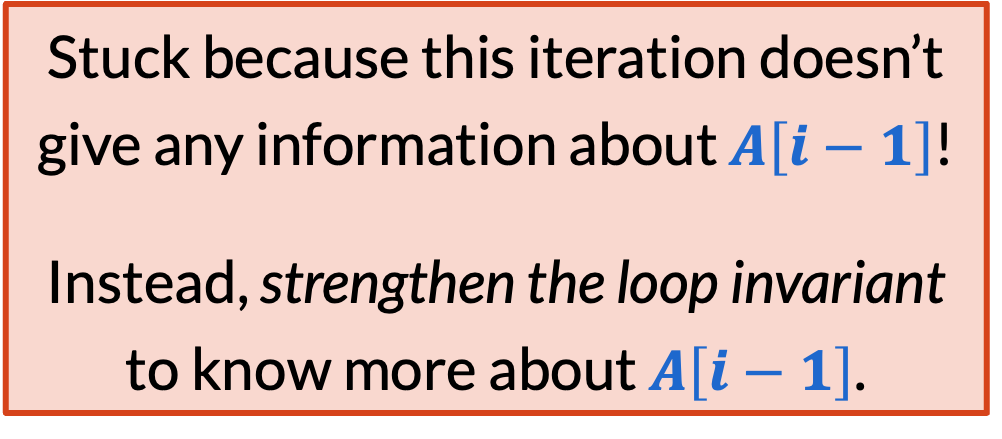 Stuck because this iteration doesn’t
give any information about A[i − 1]!
Instead, strengthen the loop invariant
to know more about A[i − 1].